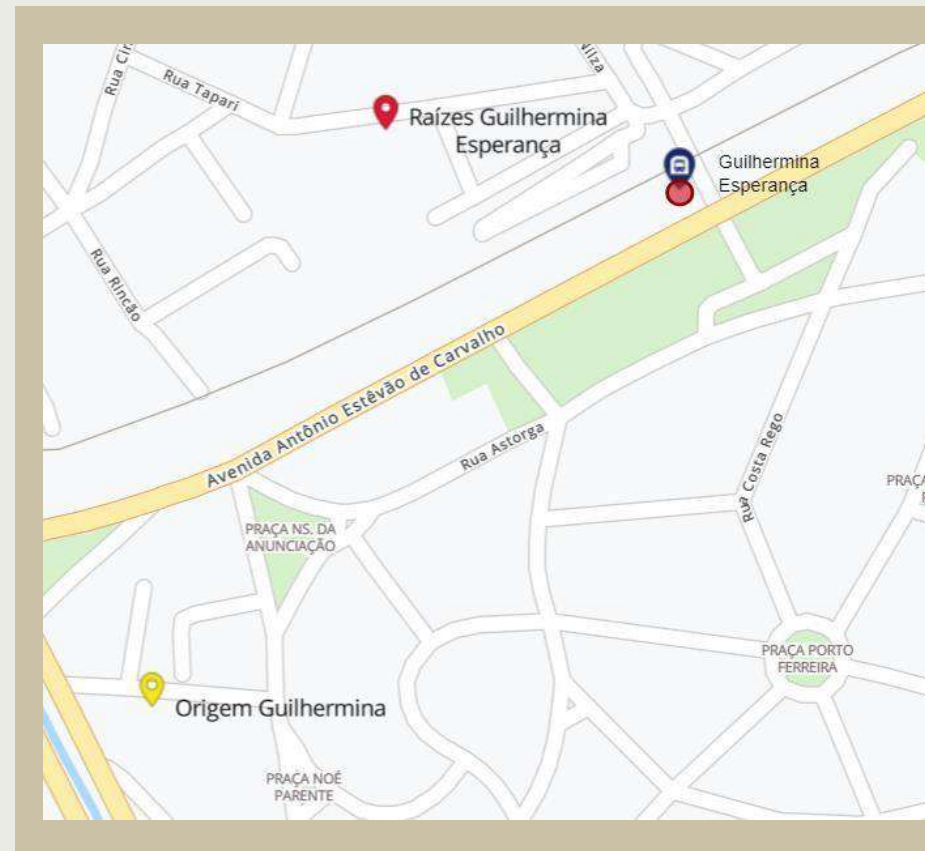 Rua Tapari
Raízes Guilhermina
Esperança
Guilhermina
Esperança
Rua Rincão
Avenida Antônio Estêvão de Carvalho
Rua Astorga
Rua Costa Rego
PRAÇA
PRAÇA NS. DA
ANUNCIAÇÃO
PRAÇA PORTO
FERREIRA
Origem Guilhermina
PRAÇA NOÉ
PARENTE